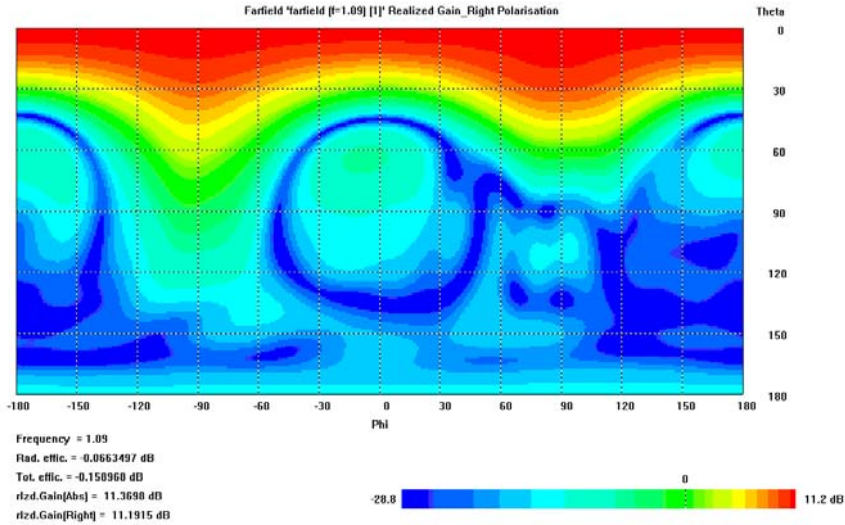 Farfield 'farfield (f=1.09) [1]' Realized Gain_Right Polarisation
Theta
0
30
60
90
120
150
180
-180 -150 -120 -90 -60 -30 0 30 60 90 120 150 180
Phi
Frequency = 1.09
Rad. effic. = -0.0663497 dB
Tot. effic. = -0.150960 dB
rlzd.Gain(Abs) = 11.3690 dB
rlzd.Gain(Right) = 11.1915 dB
0
-28.8 11.2 dB